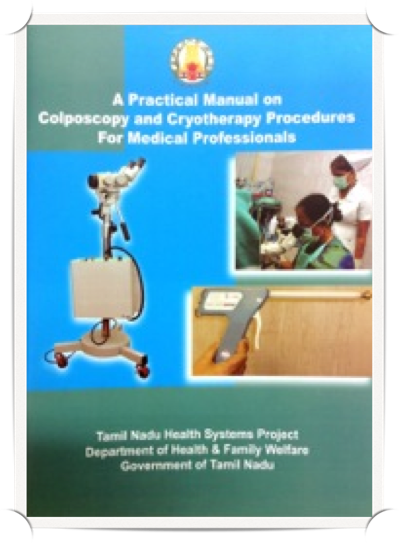 A Practical Manual on
Colposcopy and Cryotherapy Procedures
For Medical Professionals
Tamil Nadu Health Systems Project
Department of Health & Family Welfare
Government of Tamil Nadu